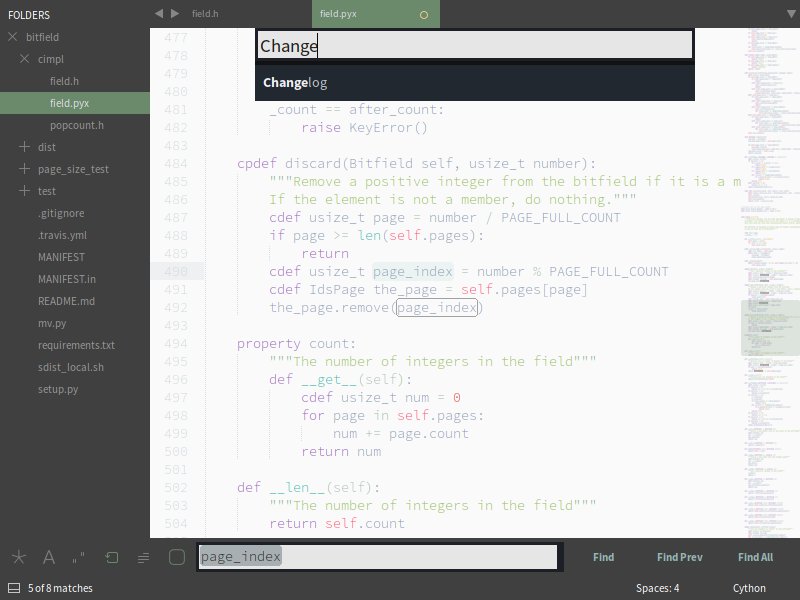 FOLDERS
bitfield
cimpl
field.h
field.pyx
popcount.h
dist
page_size_test
test
.gitignore
.travis.yml
MANIFEST
MANIFEST.in
README.md
mv.py
requirements.txt
sdist_local.sh
setup.py
field.h
field.pyx
Change
Changelog
477
478
479
480
481 _count == after_count:
482 raise KeyError()
483
484 cpdef discard(Bitfield self, usize_t number):
485 """Remove a positive integer from the bitfield if it is a m
486 If the element is not a member, do nothing."""
487 cdef usize_t page = number / PAGE_FULL_COUNT
488 if page >= len(self.pages):
489 return
490 cdef usize_t page_index = number % PAGE_FULL_COUNT
491 cdef IdsPage the_page = self.pages[page]
492 the_page.remove(page_index)
493
494 property count:
495 """The number of integers in the field"""
496 def __get__(self):
497 cdef usize_t num = 0
498 for page in self.pages:
499 num += page.count
500 return num
501
502 def __len__(self):
503 """The number of integers in the field"""
504 return self.count
page_index
Find
Find Prev
Find All
5 of 8 matches
Spaces: 4
Cython